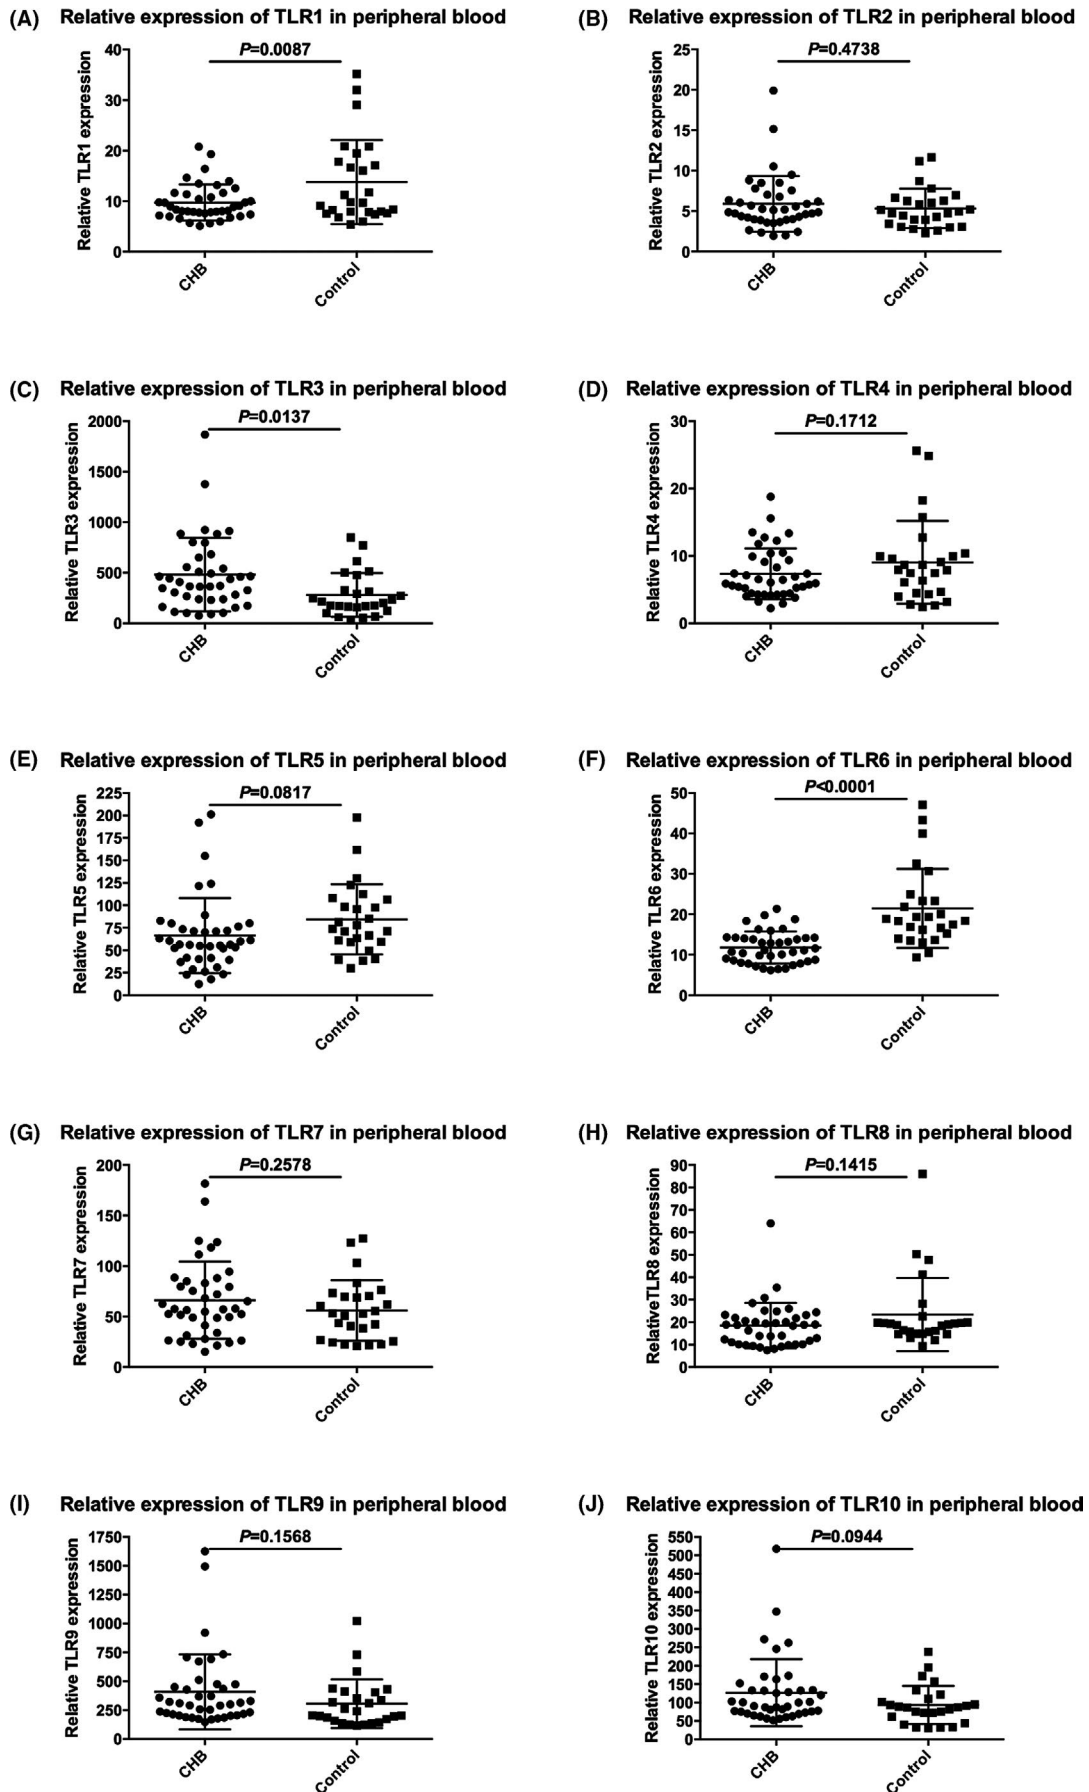 (A) Relative expression of TLR1 in peripheral blood
P=0.0087
Relative TLR1 expression
40
30
20
10
0
CHB
Control
(B) Relative expression of TLR2 in peripheral blood
P=0.4738
Relative TLR2 expression
25
20
15
10
5
0
CHB
Control
(C) Relative expression of TLR3 in peripheral blood
P=0.0137
Relative TLR3 expression
2000
1500
1000
500
0
CHB
Control
(D) Relative expression of TLR4 in peripheral blood
P=0.1712
Relative TLR4 expression
30
20
10
0
CHB
Control
(E) Relative expression of TLR5 in peripheral blood
P=0.0817
Relative TLR5 expression
225
200
175
150
125
100
75
50
25
0
CHB
Control
(F) Relative expression of TLR6 in peripheral blood
P<0.0001
Relative TLR6 expression
50
40
30
20
10
0
CHB
Control
(G) Relative expression of TLR7 in peripheral blood
P=0.2578
Relative TLR7 expression
200
150
100
50
0
CHB
Control
(H) Relative expression of TLR8 in peripheral blood
P=0.1415
RelativeTLR8 expression
90
80
70
60
50
40
30
20
10
0
CHB
Control
(I) Relative expression of TLR9 in peripheral blood
P=0.1568
Relative TLR9 expression
1750
1500
1250
1000
750
500
250
0
CHB
Control
(J) Relative expression of TLR10 in peripheral blood
P=0.0944
Relative TLR10 expression
550
500
450
400
350
300
250
200
150
100
50
0
CHB
Control